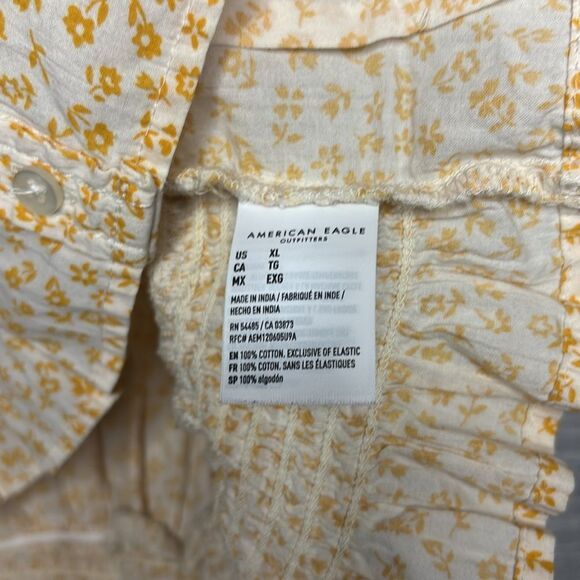 AMERICAN EAGLE
OUTFITTERS
US XL
CA TG
MX EXG
MADE IN INDIA / FABRIQUÉ EN INDE /
HECHO EN INDIA
RN 54485 / CA 03873
RFC# AEM120605U9A
EN 100% COTTON, EXCLUSIVE OF ELASTIC
FR 100% COTON, SANS LES ÉLASTIQUES
SP 100% algodón